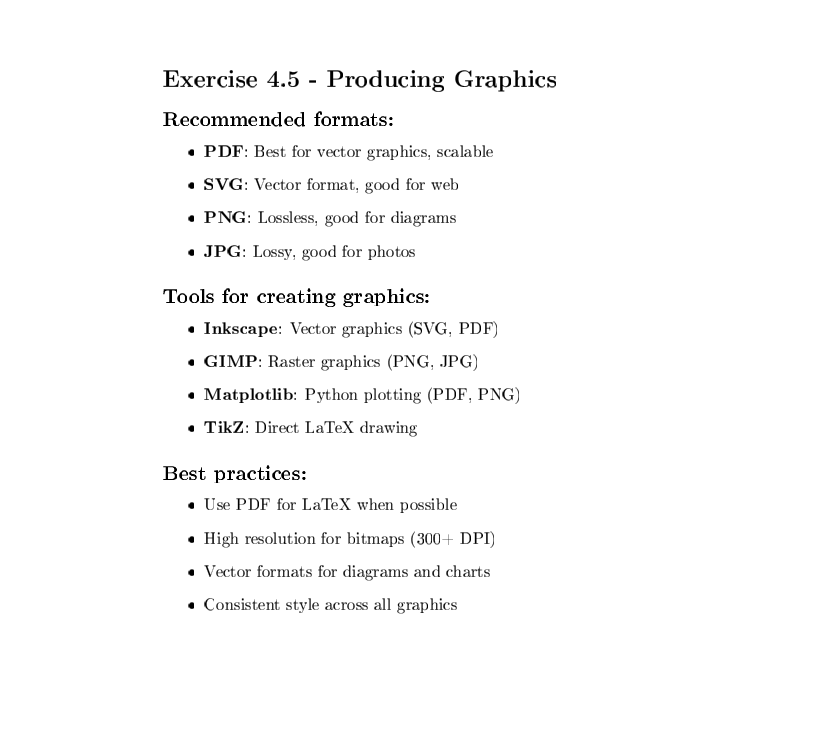 Exercise 4.5 - Producing Graphics
Recommended formats:
• PDF: Best for vector graphics, scalable
• SVG: Vector format, good for web
• PNG: Lossless, good for diagrams
• JPG: Lossy, good for photos
Tools for creating graphics:
• Inkscape: Vector graphics (SVG, PDF)
• GIMP: Raster graphics (PNG, JPG)
• Matplotlib: Python plotting (PDF, PNG)
• TikZ: Direct LaTeX drawing
Best practices:
• Use PDF for LaTeX when possible
• High resolution for bitmaps (300+ DPI)
• Vector formats for diagrams and charts
• Consistent style across all graphics